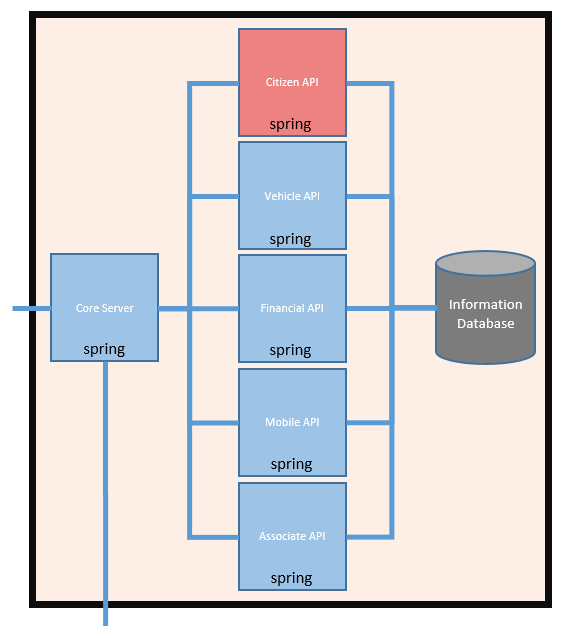 Citizen API
spring
Vehicle API
spring
Core Server
spring
Financial API
spring
Information
Database
Mobile API
spring
Associate API
spring